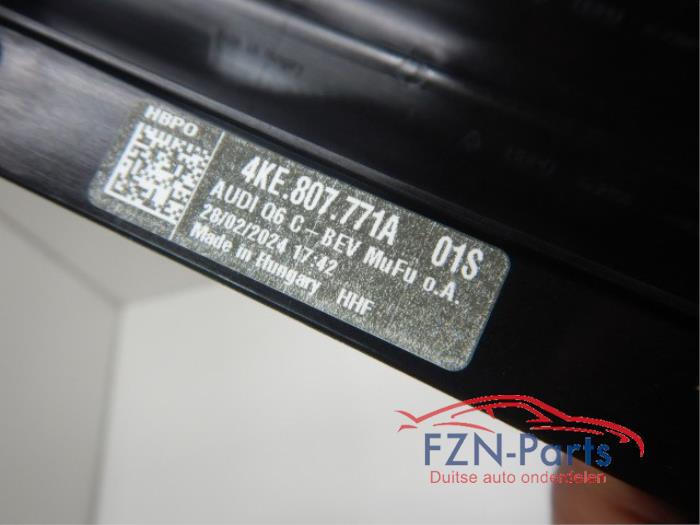 HBPO
4KE.807.771A 01S
AUDI Q6 C-BEV MuFu o.A.
28/02/2024 17:42
Made in Hungary HHF
FZN-Parts
Duitse auto onderdelen